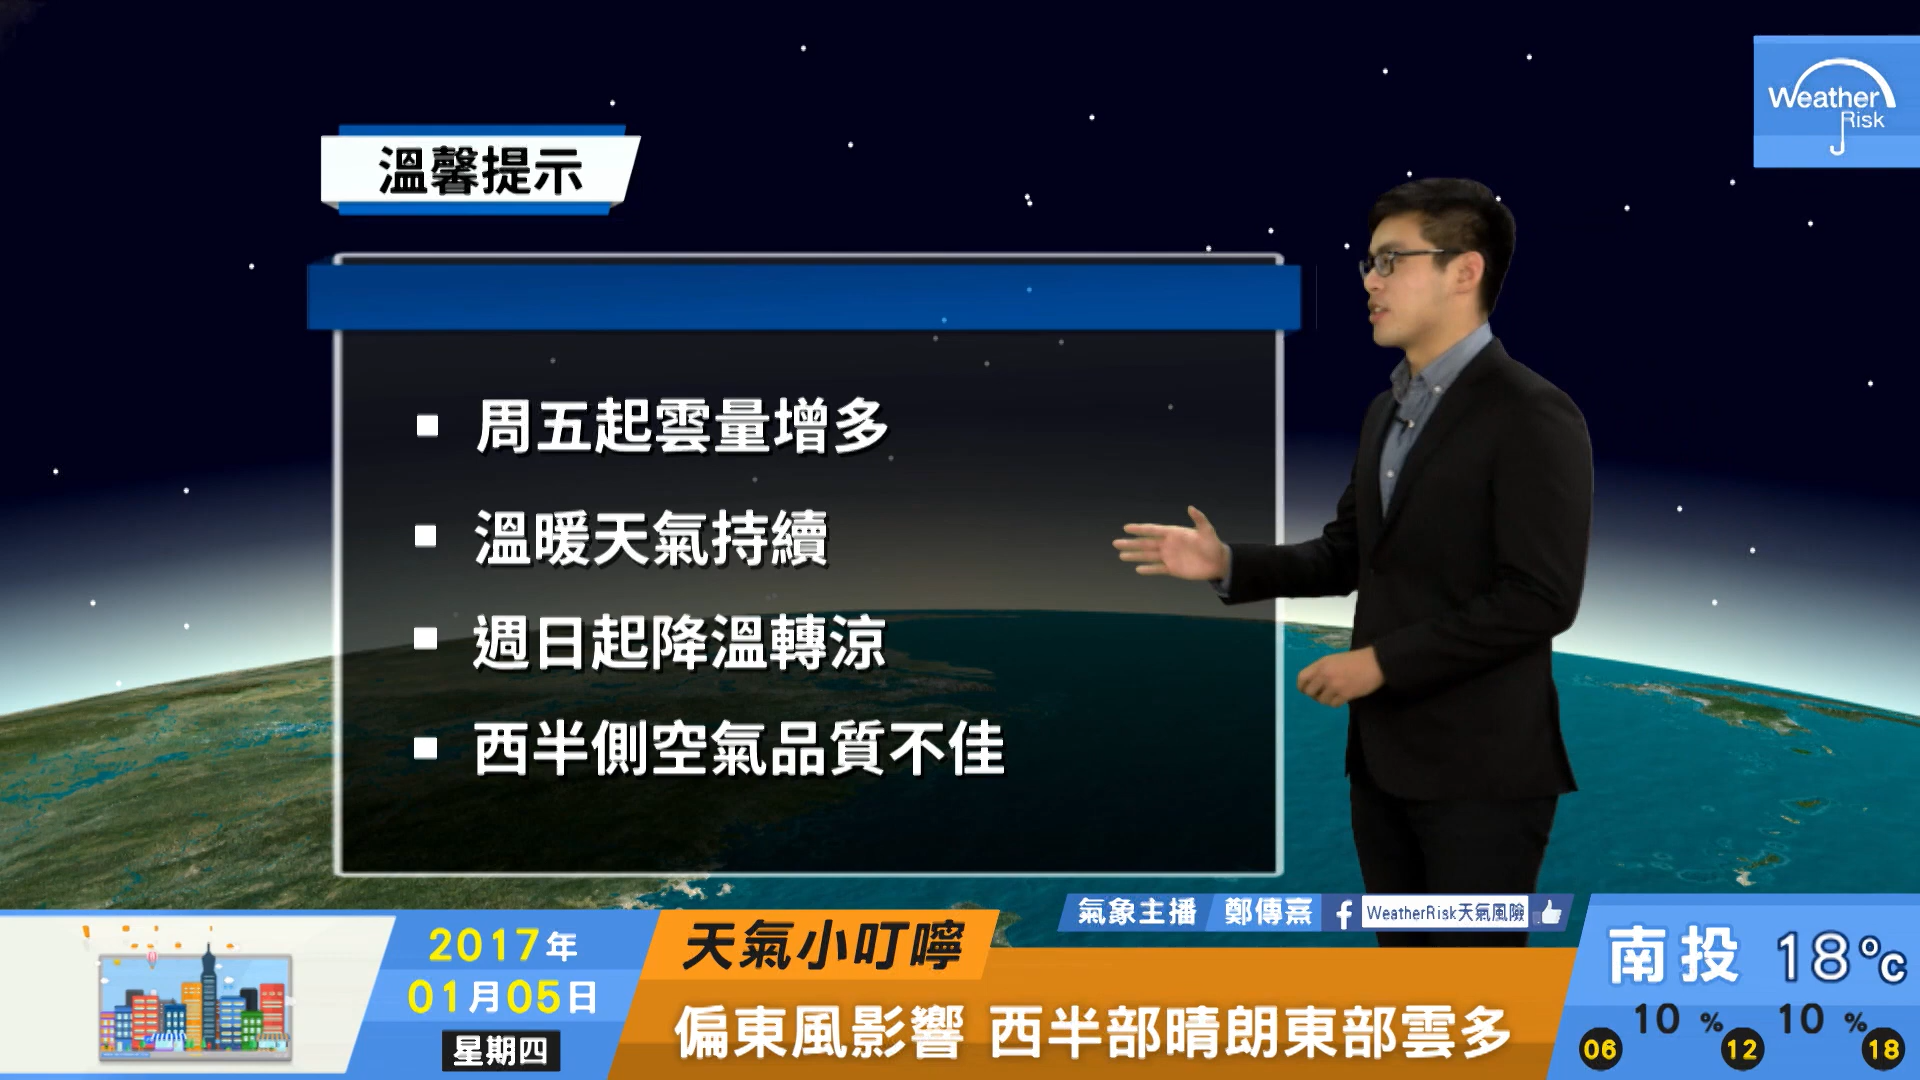 Weather
Risk
溫馨提示
周五起雲量增多
溫暖天氣持續
週日起降溫轉涼
西半側空氣品質不佳
氣象主播 鄭傳熹 f WeatherRisk天氣風險
2017年
01月05日
星期四
天氣小叮嚀
偏東風影響 西半部晴朗東部雲多
南投 18°C
10 % 10 %
06 12 18